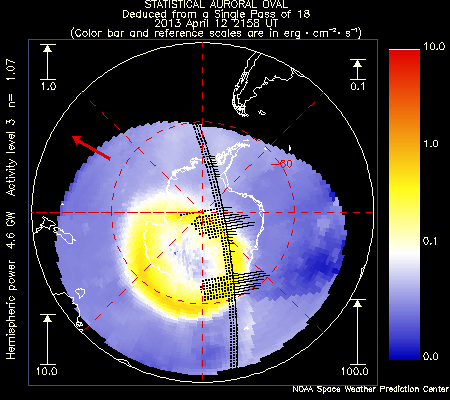 STATISTICAL AURORAL OVAL
Deduced from a Single Pass of 18
2013 April 12 2158 UT
(Color bar and reference scales are in erg·cm⁻²·s⁻¹)
Hemispheric power 4.6 GW Activity level 3 n= 1.07
1.0
0.1
-60
10.0
100.0
10.0
1.0
0.1
0.0
NOAA Space Weather Prediction Center